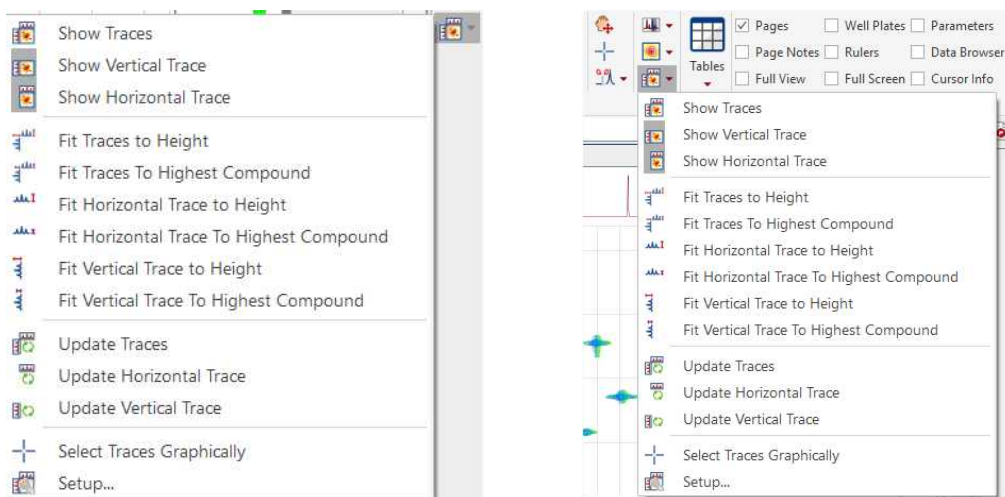 Show Traces
Show Vertical Trace
Show Horizontal Trace
Fit Traces to Height
Fit Traces To Highest Compound
Fit Horizontal Trace to Height
Fit Horizontal Trace To Highest Compound
Fit Vertical Trace to Height
Fit Vertical Trace To Highest Compound
Update Traces
Update Horizontal Trace
Update Vertical Trace
Select Traces Graphically
Setup...
Tables
Pages Well Plates Parameters
Page Notes Rulers Data Browser
Full View Full Screen Cursor Info
Show Traces
Show Vertical Trace
Show Horizontal Trace
Fit Traces to Height
Fit Traces To Highest Compound
Fit Horizontal Trace to Height
Fit Horizontal Trace To Highest Compound
Fit Vertical Trace to Height
Fit Vertical Trace To Highest Compound
Update Traces
Update Horizontal Trace
Update Vertical Trace
Select Traces Graphically
Setup...